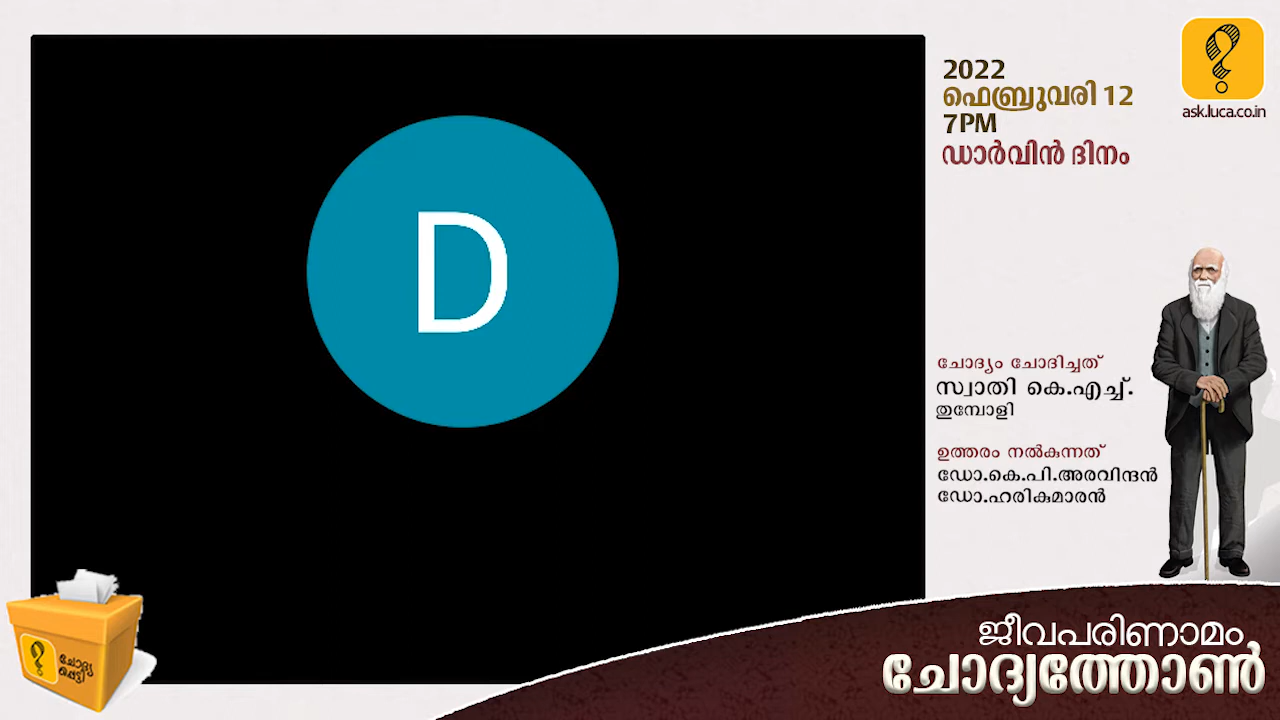 D
2022
ഫെബ്രുവരി 12
7PM
ഡാർവിൻ ദിനം
ask.luca.co.in
ചോദ്യം ചോദിച്ചത്
സ്വാതി കെ.എച്ച്.
തുമ്പോളി
ഉത്തരം നൽകുന്നത്
ഡോ.കെ.പി.അരവിന്ദൻ
ഡോ.ഹരികുമാരൻ
ചോദ്യ
പ്പെട്ടി
ജീവപരിണാമം
ചോദ്യത്തോൺ